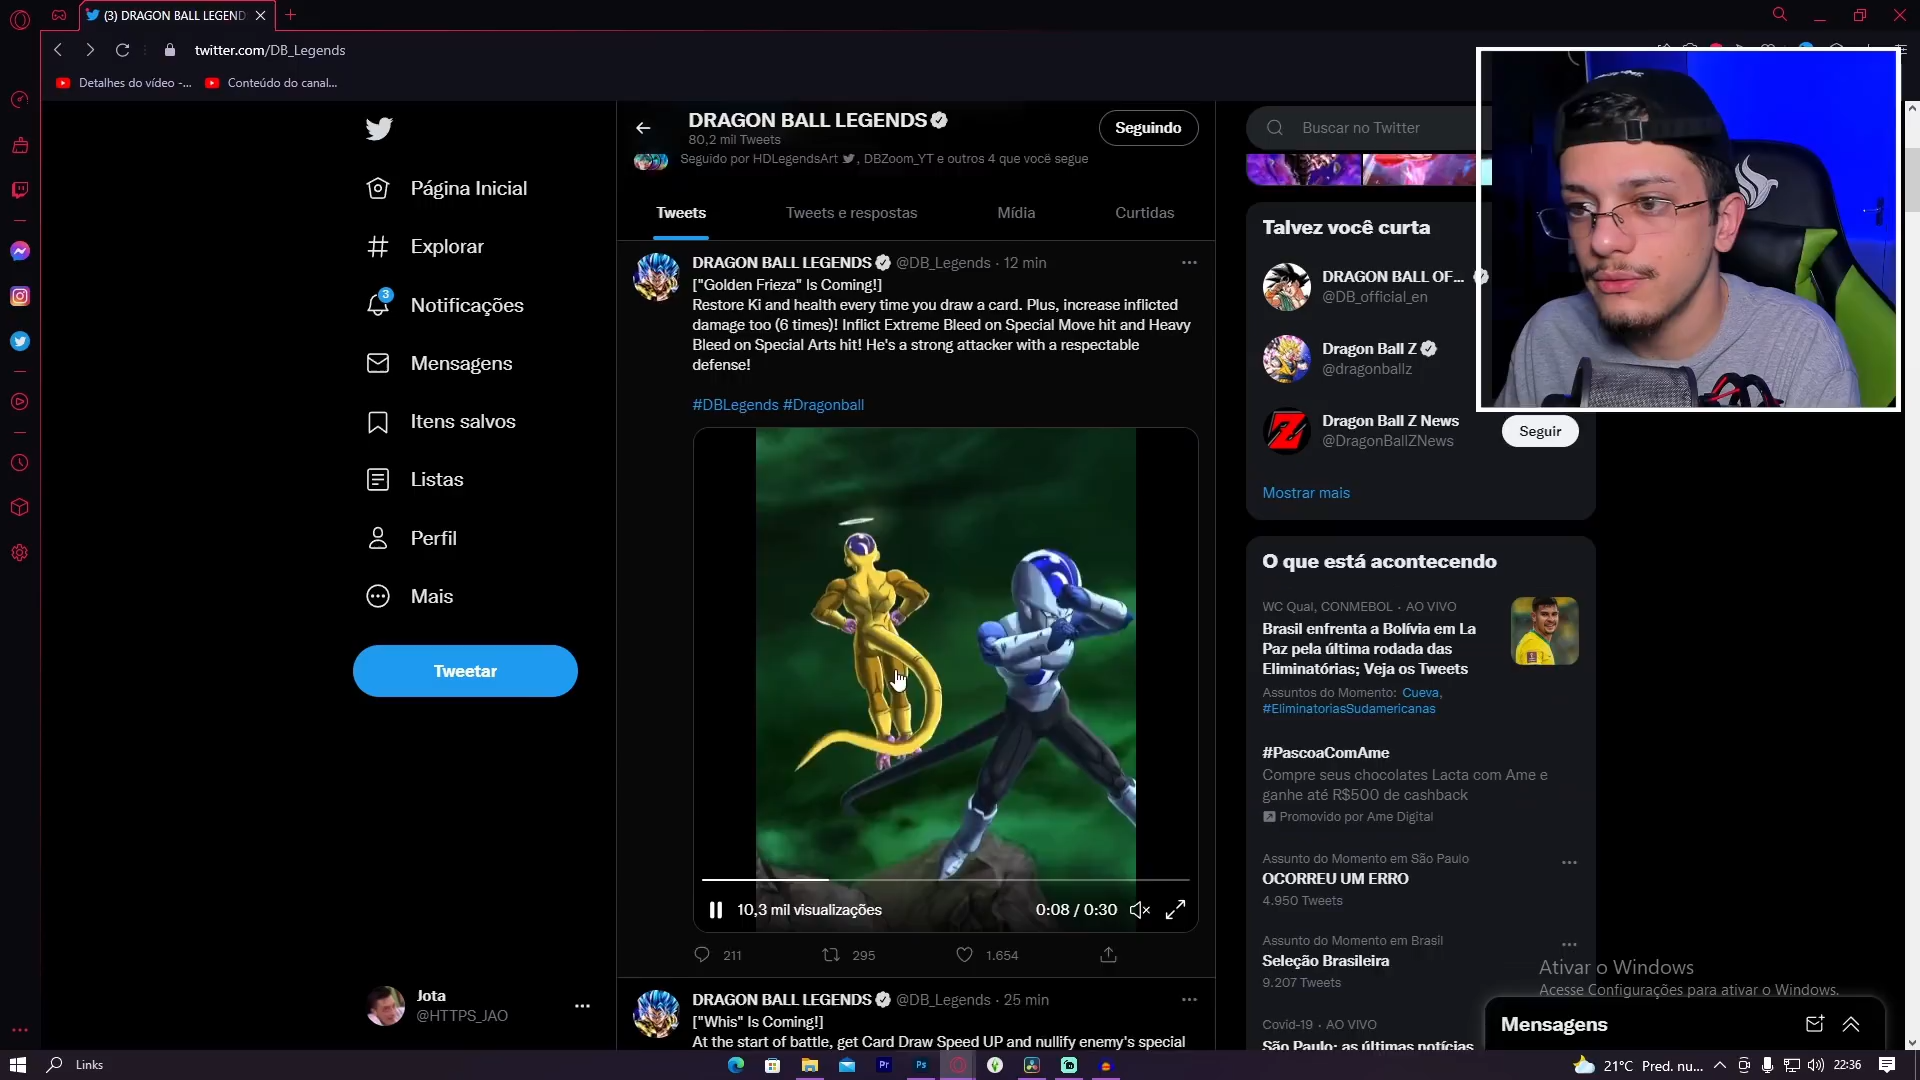 (3) DRAGON BALL LEGEND
twitter.com/DB_Legends
Detalhes do vídeo -...
Conteúdo do canal...
Página Inicial
Explorar
3
Notificações
Mensagens
Itens salvos
Listas
Perfil
Mais
Tweetar
Jota
@HTTPS_JAO
DRAGON BALL LEGENDS
80,2 mil Tweets
Seguindo
Seguido por HDLegendsArt, DBZoom_YT e outros 4 que você segue
Tweets
Tweets e respostas
Mídia
Curtidas
DRAGON BALL LEGENDS @DB_Legends · 12 min
["Golden Frieza" Is Coming!]
Restore Ki and health every time you draw a card. Plus, increase inflicted
damage too (6 times)! Inflict Extreme Bleed on Special Move hit and Heavy
Bleed on Special Arts hit! He's a strong attacker with a respectable
defense!
#DBLegends #Dragonball
10,3 mil visualizações
0:08 / 0:30
211
295
1.654
DRAGON BALL LEGENDS @DB_Legends · 25 min
["Whis" Is Coming!]
At the start of battle, get Card Draw Speed UP and nullify enemy's special
Buscar no Twitter
Talvez você curta
DRAGON BALL OF...
@DB_official_en
Dragon Ball Z
@dragonballz
Dragon Ball Z News
@DragonBallZNews
Seguir
Mostrar mais
O que está acontecendo
WC Qual, CONMEBOL · AO VIVO
Brasil enfrenta a Bolívia em La
Paz pela última rodada das
Eliminatórias; Veja os Tweets
Assuntos do Momento: Cueva,
#EliminatoriasSudamericanas
#PascoaComAme
Compre seus chocolates Lacta com Ame e
ganhe até R$500 de cashback
Promovido por Ame Digital
Assunto do Momento em São Paulo
OCORREU UM ERRO
4.950 Tweets
Assunto do Momento em Brasil
Seleção Brasileira
9.207 Tweets
Covid-19 · AO VIVO
São Paulo: as últimas notícias
Ativar o Windows
Acesse Configurações para ativar o Windows.
Mensagens
Links
Pr
Ps
21°C Pred. nu...
22:36